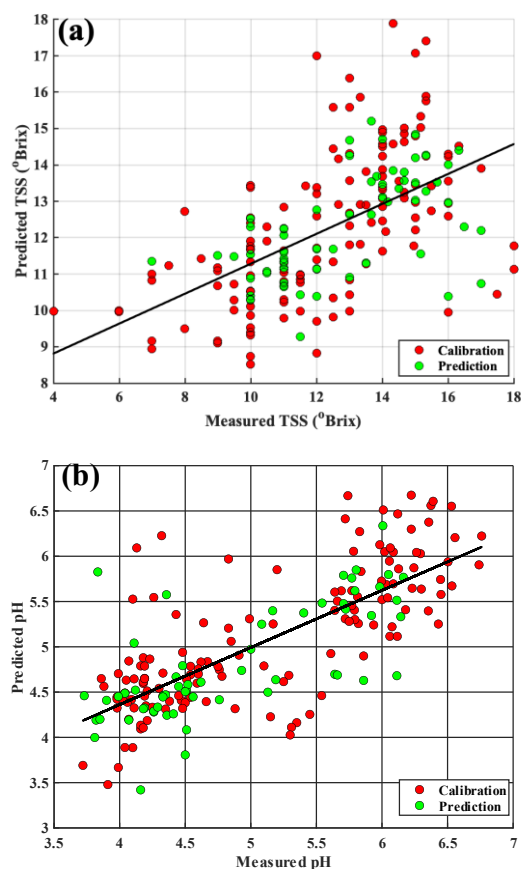 (a)
18
17
16
15
14
13
12
11
10
9
8
Predicted TSS (°Brix)
4 6 8 10 12 14 16 18
Measured TSS (°Brix)
Calibration
Prediction
(b)
7
6.5
6
5.5
5
4.5
4
3.5
3
Predicted pH
3.5 4 4.5 5 5.5 6 6.5 7
Measured pH
Calibration
Prediction